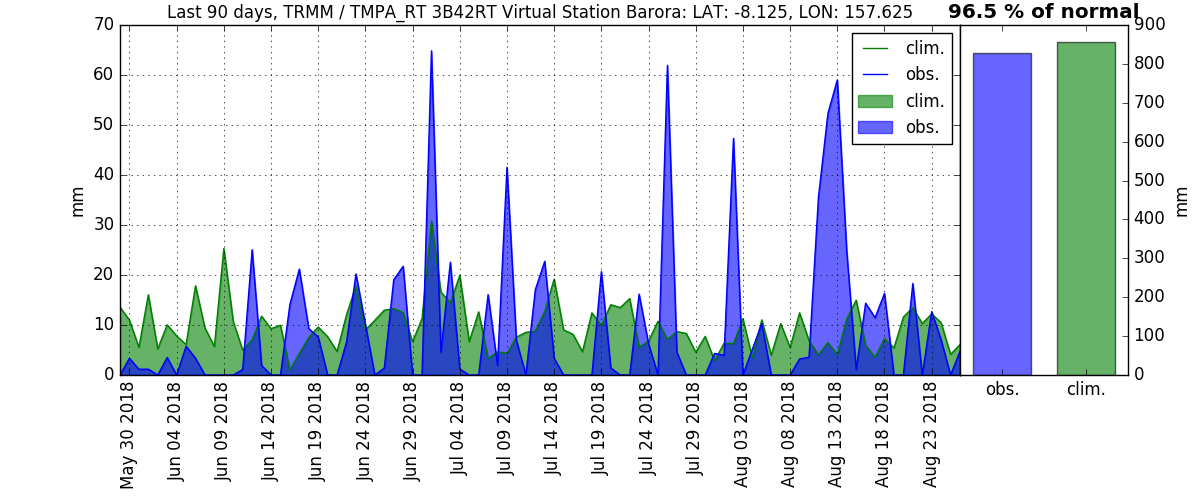 Last 90 days, TRMM / TMPA_RT 3B42RT Virtual Station Barora: LAT: -8.125, LON: 157.625
96.5 % of normal
70
60
50
40
30
20
10
0
mm
clim.
obs.
clim.
obs.
900
800
700
600
500
400
300
200
100
0
mm
May 30 2018
Jun 04 2018
Jun 09 2018
Jun 14 2018
Jun 19 2018
Jun 24 2018
Jun 29 2018
Jul 04 2018
Jul 09 2018
Jul 14 2018
Jul 19 2018
Jul 24 2018
Jul 29 2018
Aug 03 2018
Aug 08 2018
Aug 13 2018
Aug 18 2018
Aug 23 2018
obs.
clim.